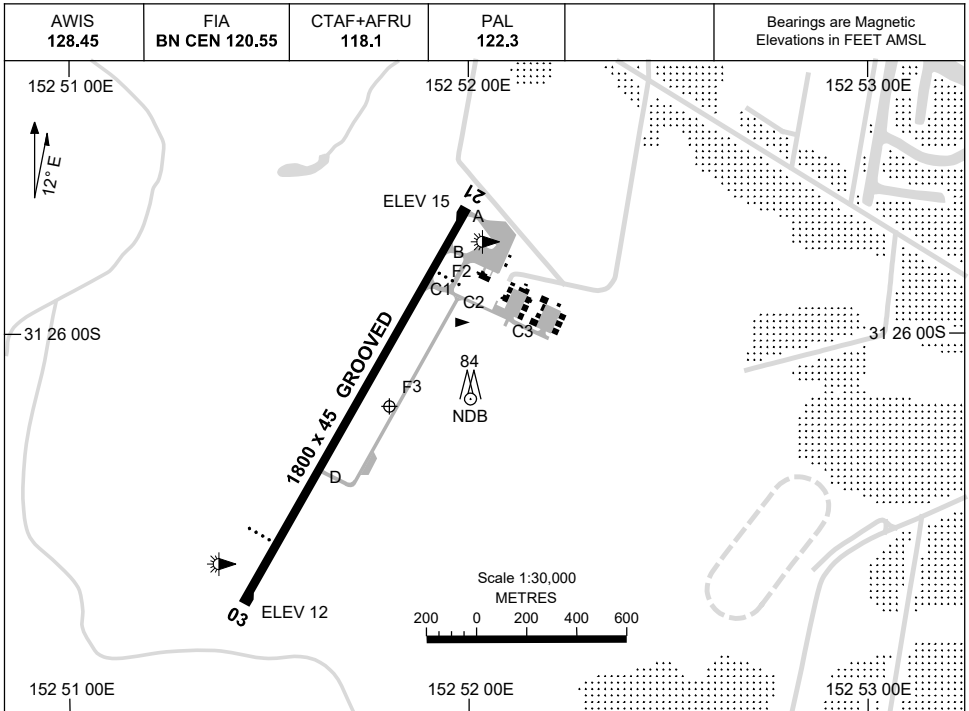 AWIS
128.45
FIA
BN CEN 120.55
CTAF+AFRU
118.1
PAL
122.3
Bearings are Magnetic
Elevations in FEET AMSL
152 51 00E
152 52 00E
153 53 00E
12° E
ELEV 15
21
A
B
F2
C1
C2
C3
31 26 00S
31 26 00S
1800 x 45 GROOVED
84
NDB
F3
D
03
ELEV 12
Scale 1:30,000
METRES
200 0 200 400 600
152 51 00E
152 52 00E
152 53 00E